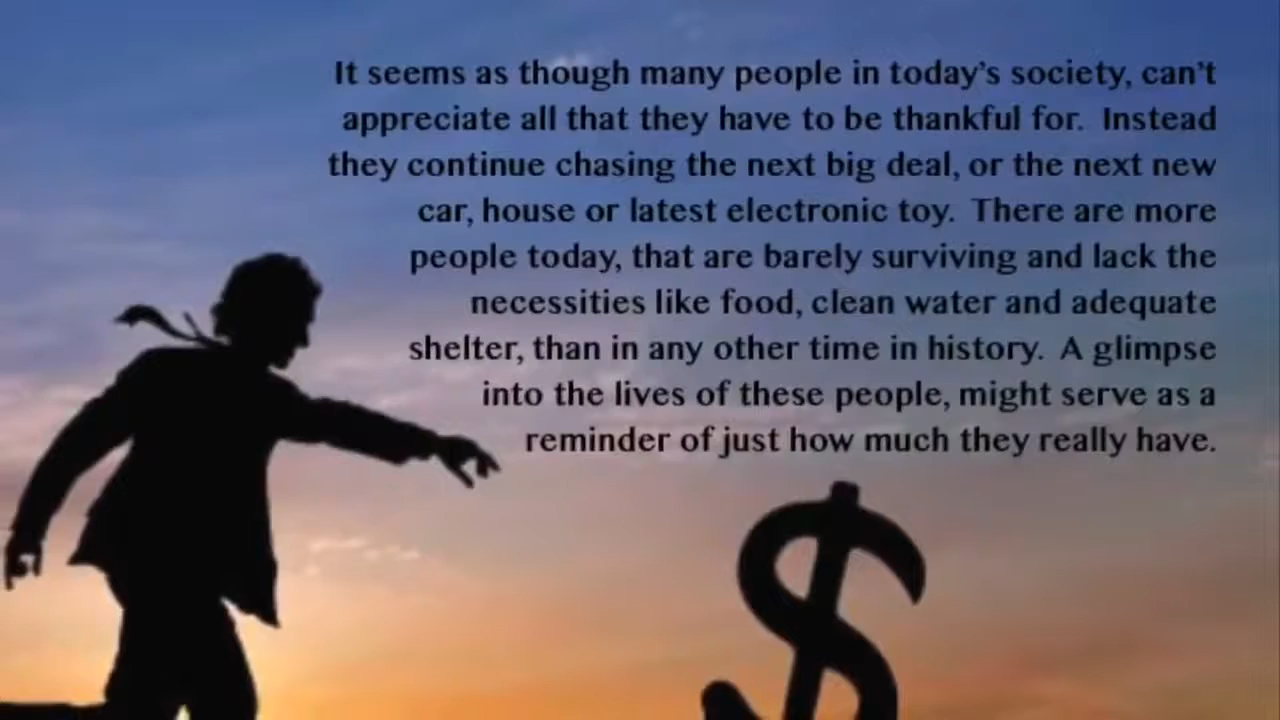 It seems as though many people in today's society, can't
appreciate all that they have to be thankful for.  Instead
they continue chasing the next big deal, or the next new
car, house or latest electronic toy.  There are more
people today, that are barely surviving and lack the
necessities like food, clean water and adequate
shelter, than in any other time in history.  A glimpse
into the lives of these people, might serve as a
reminder of just how much they really have.
$